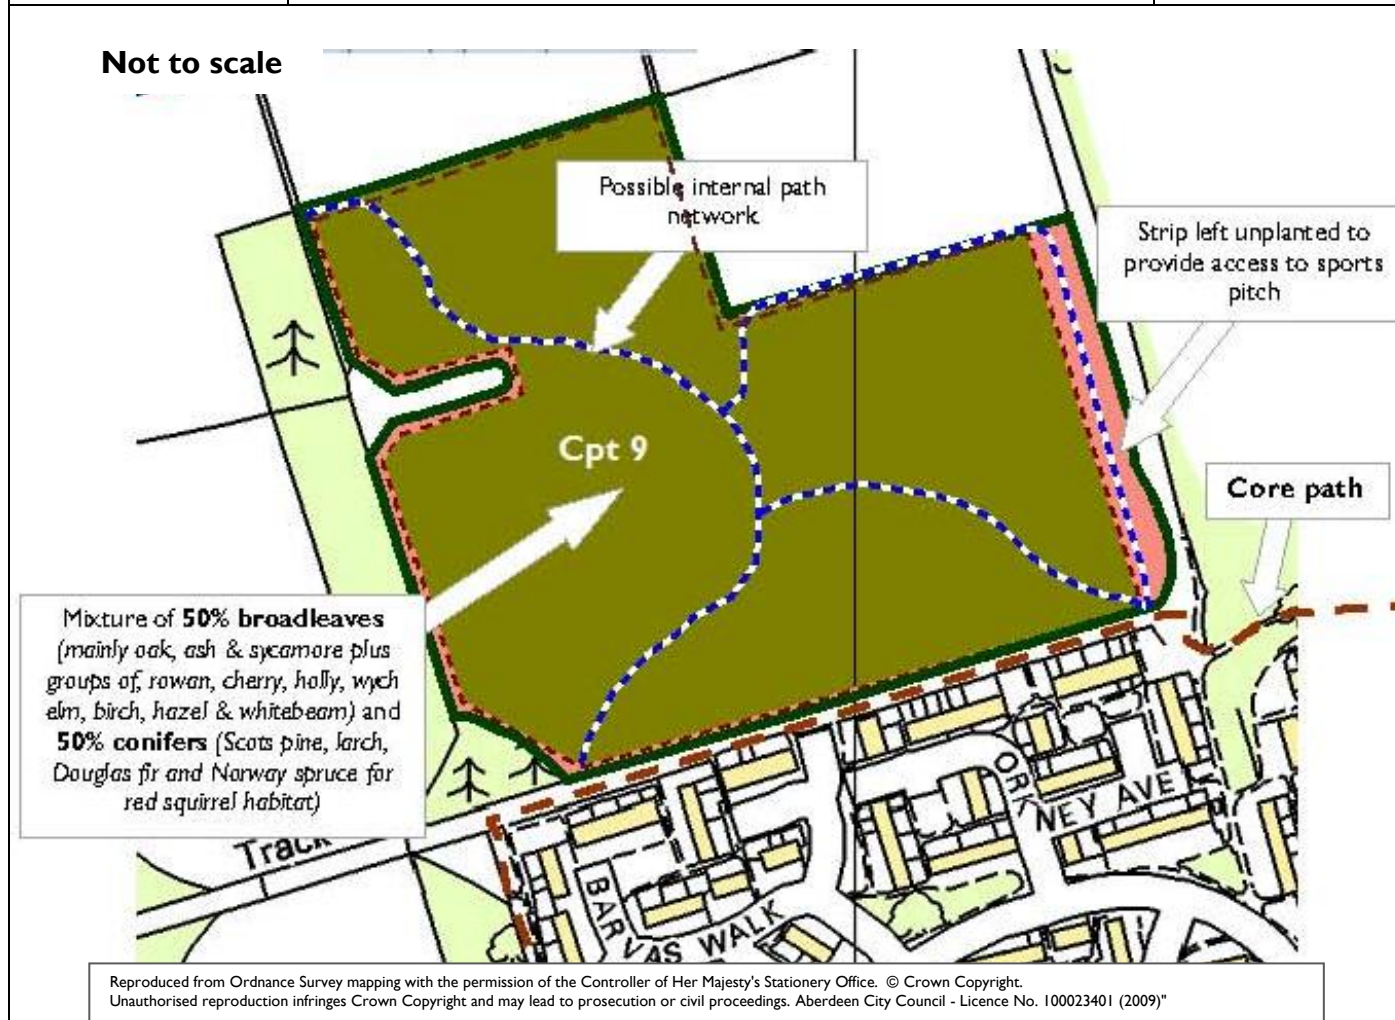 Not to scale
Possible internal path
network
Strip left unplanted to
provide access to sports
pitch
Cpt 9
Core path
Mixture of 50% broadleaves
(mainly oak, ash & sycamore plus
groups of, rowan, cherry, holly, wych
elm, birch, hazel & whitebeam) and
50% conifers (Scots pine, larch,
Douglas fir and Norway spruce for
red squirrel habitat)
Track
ORKNEY AVE
BARVAS WALK
Reproduced from Ordnance Survey mapping with the permission of the Controller of Her Majesty's Stationery Office. © Crown Copyright.
Unauthorised reproduction infringes Crown Copyright and may lead to prosecution or civil proceedings. Aberdeen City Council - Licence No. 100023401 (2009)"